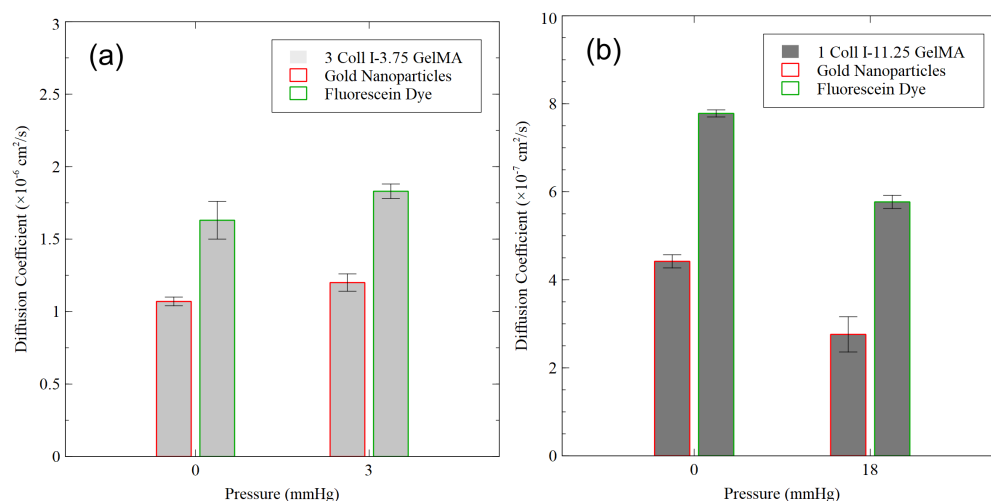 (a)
3 Coll I-3.75 GelMA
Gold Nanoparticles
Fluorescein Dye
Diffusion Coefficient (×10⁻⁶ cm²/s)
3
2.5
2
1.5
1
0.5
0
0
3
Pressure (mmHg)
(b)
1 Coll I-11.25 GelMA
Gold Nanoparticles
Fluorescein Dye
Diffusion Coefficient (×10⁻⁷ cm²/s)
10
8
6
4
2
0
0
18
Pressure (mmHg)